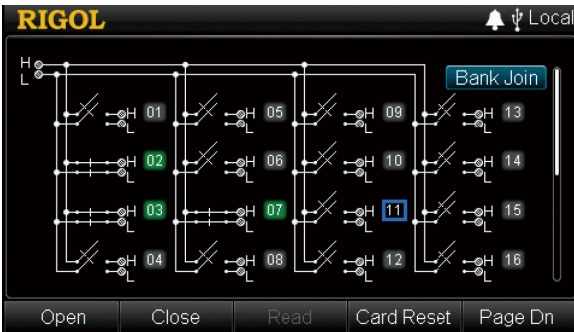 RIGOL Local
H
L Bank Join
H 01 H 05 H 09 H 13
L L L L
H 02 H 06 H 10 H 14
L L L L
H 03 H 07 H 11 H 15
L L L L
H 04 H 08 H 12 H 16
L L L L
Open Close Read Card Reset Page Dn